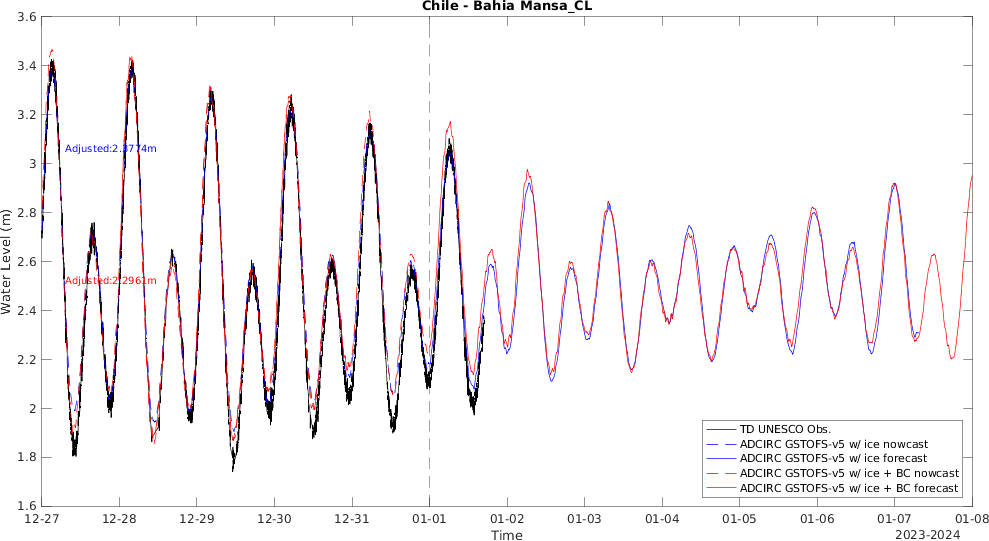 Chile - Bahia Mansa_CL
3.6
3.4
3.2
3
2.8
2.6
2.4
2.2
2
1.8
1.6
Water Level (m)
Adjusted:2.3774m
Adjusted:2.2961m
TD UNESCO Obs.
ADCIRC GSTOFS-v5 w/ ice nowcast
ADCIRC GSTOFS-v5 w/ ice forecast
ADCIRC GSTOFS-v5 w/ ice + BC nowcast
ADCIRC GSTOFS-v5 w/ ice + BC forecast
12-27 12-28 12-29 12-30 12-31 01-01 01-02 01-03 01-04 01-05 01-06 01-07 01-08
Time
2023-2024